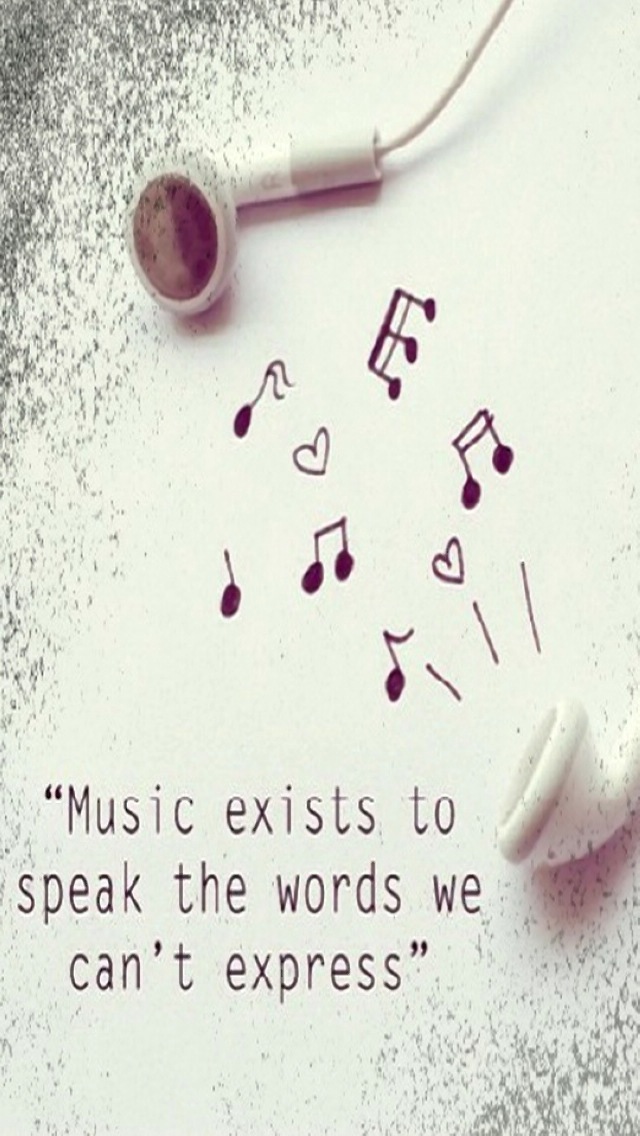 “Music exists to
speak the words we
can’t express”